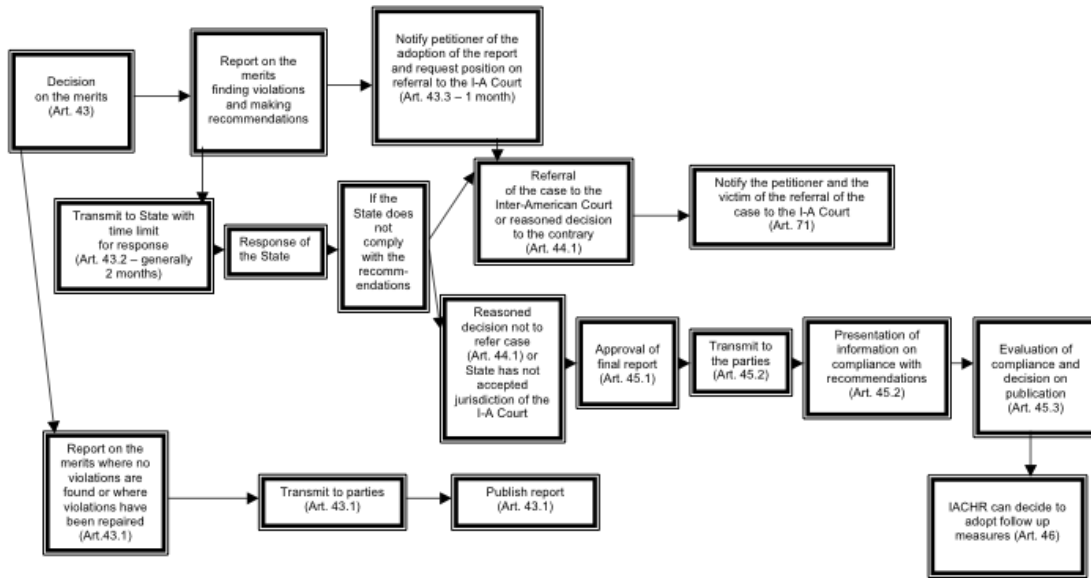 Decision
on the merits
(Art. 43)
Report on the
merits
finding violations
and making
recommendations
Notify petitioner of the
adoption of the report
and request position on
referral to the I-A Court
(Art. 43.3 – 1 month)
Transmit to State with
time limit
for response
(Art. 43.2 – generally
2 months)
Response of
the State
If the
State does
not
comply
with the
recomm-
endations
Referral
of the case to the
Inter-American Court
or reasoned decision
to the contrary
(Art. 44.1)
Notify the petitioner and the
victim of the referral of the
case to the I-A Court
(Art. 71)
Reasoned
decision not to
refer case
(Art. 44.1) or
State has not
accepted
jurisdiction of the
I-A Court
Approval of
final report
(Art. 45.1)
Transmit to
the parties
(Art. 45.2)
Presentation of
information on
compliance with
recommendations
(Art. 45.2)
Evaluation of
compliance and
decision on
publication
(Art. 45.3)
Report on the
merits where no
violations are
found or where
violations have
been repaired
(Art.43.1)
Transmit to parties
(Art. 43.1)
Publish report
(Art. 43.1)
IACHR can decide to
adopt follow up
measures (Art. 46)